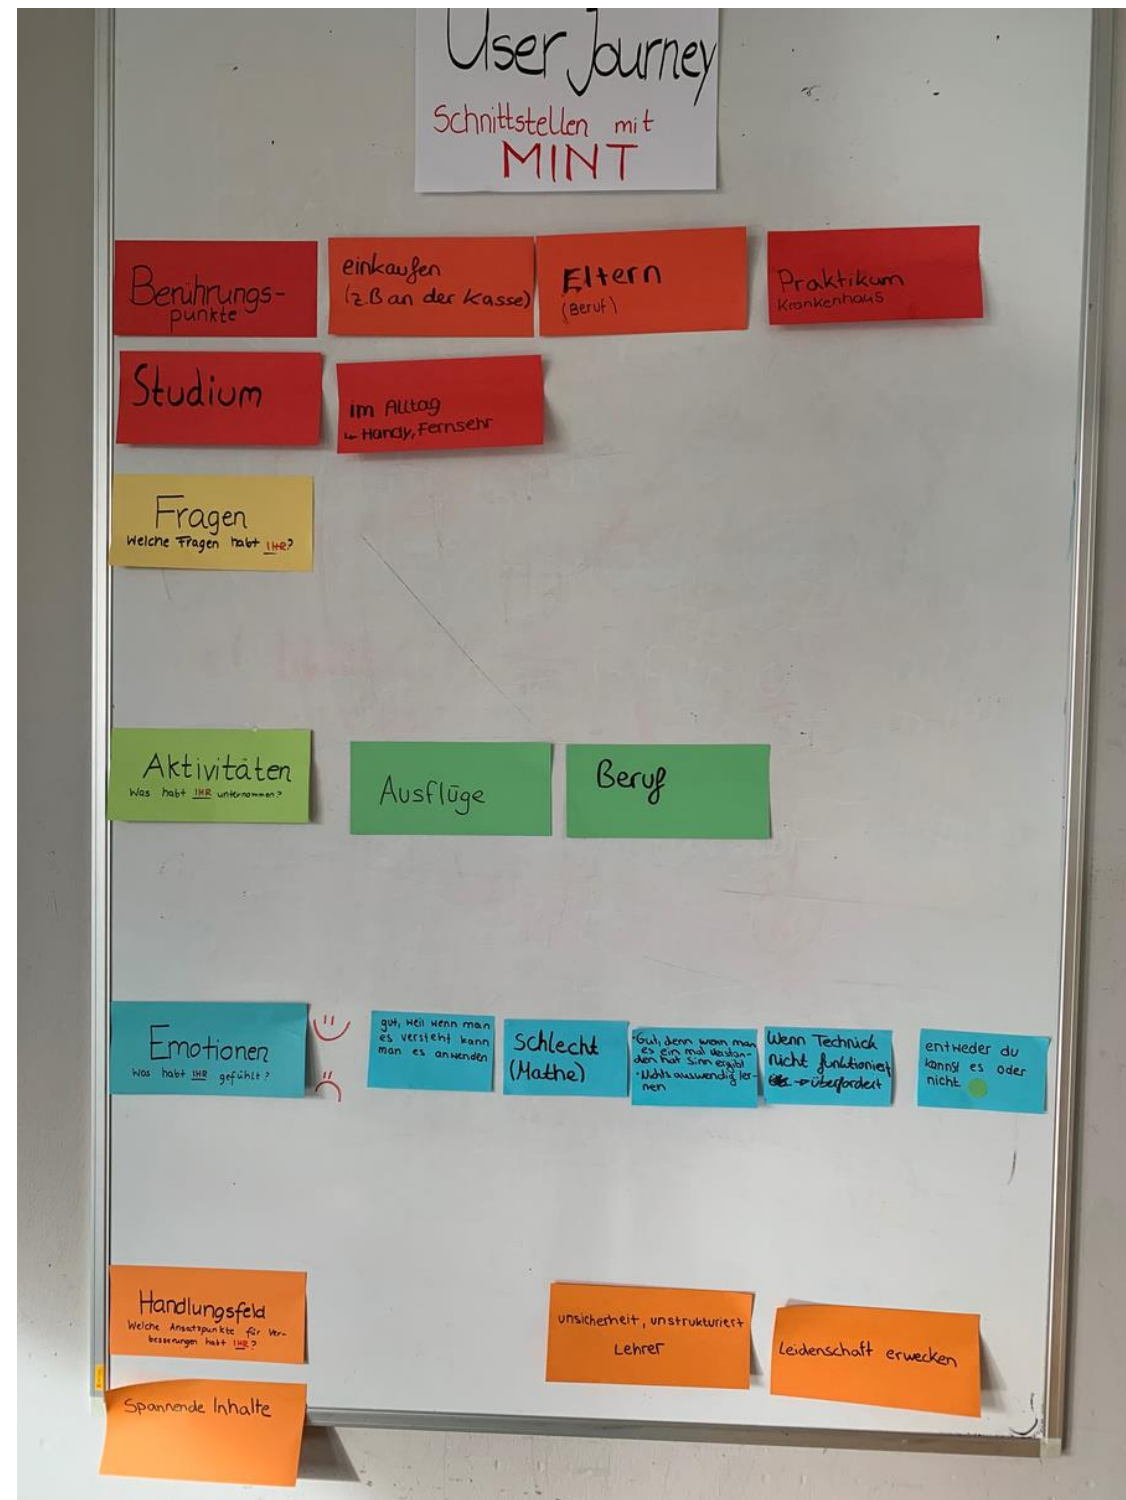 User Journey
Schnittstellen mit
MINT
Berührungs-
punkte
einkaufen
(z.B an der Kasse)
Eltern
(Beruf)
Praktikum
Krankenhaus
Studium
im Alltag
↳ Handy, Fernsehr
Fragen
Welche Fragen habt IHR?
Aktivitäten
Was habt IHR unternommen?
Ausflüge
Beruf
Emotionen
Was habt IHR gefühlt?
gut, weil wenn man
es versteht kann
man es anwenden
Schlecht
(Mathe)
• Gut, denn wenn man
es ein mal verstan-
den hat Sinn ergibt
• Nichts auswendig ler-
nen
Wenn Technick
nicht funktioniert
→ überfordert
entweder du
kannst es oder
nicht
Handlungsfeld
Welche Ansatzpunkte für Ver-
besserungen habt IHR?
unsicherheit, unstrukturiert
Lehrer
Leidenschaft erwecken
Spannende Inhalte